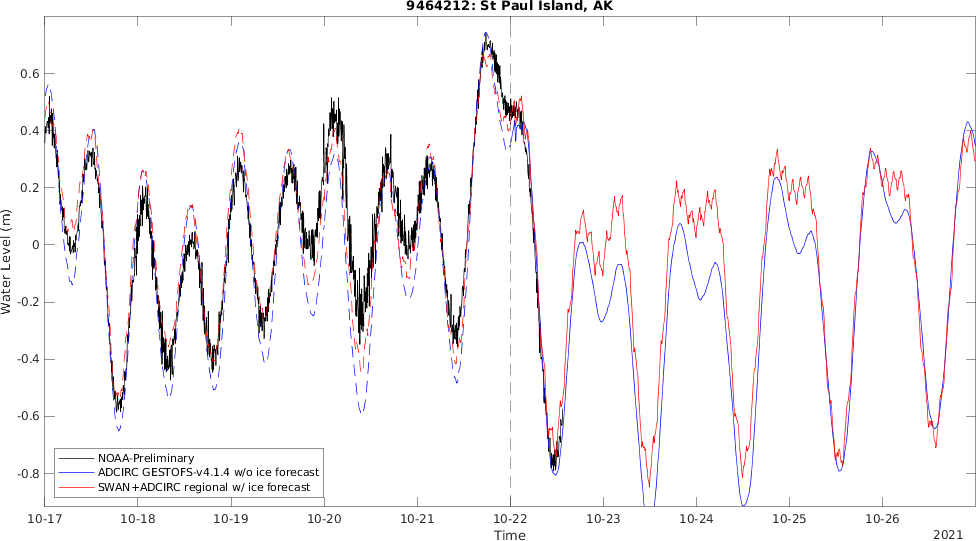 9464212: St Paul Island, AK
Water Level (m)
0.6
0.4
0.2
0
-0.2
-0.4
-0.6
-0.8
NOAA-Preliminary
ADCIRC GESTOFS-v4.1.4 w/o ice forecast
SWAN+ADCIRC regional w/ ice forecast
10-17 10-18 10-19 10-20 10-21 10-22 10-23 10-24 10-25 10-26
Time
2021